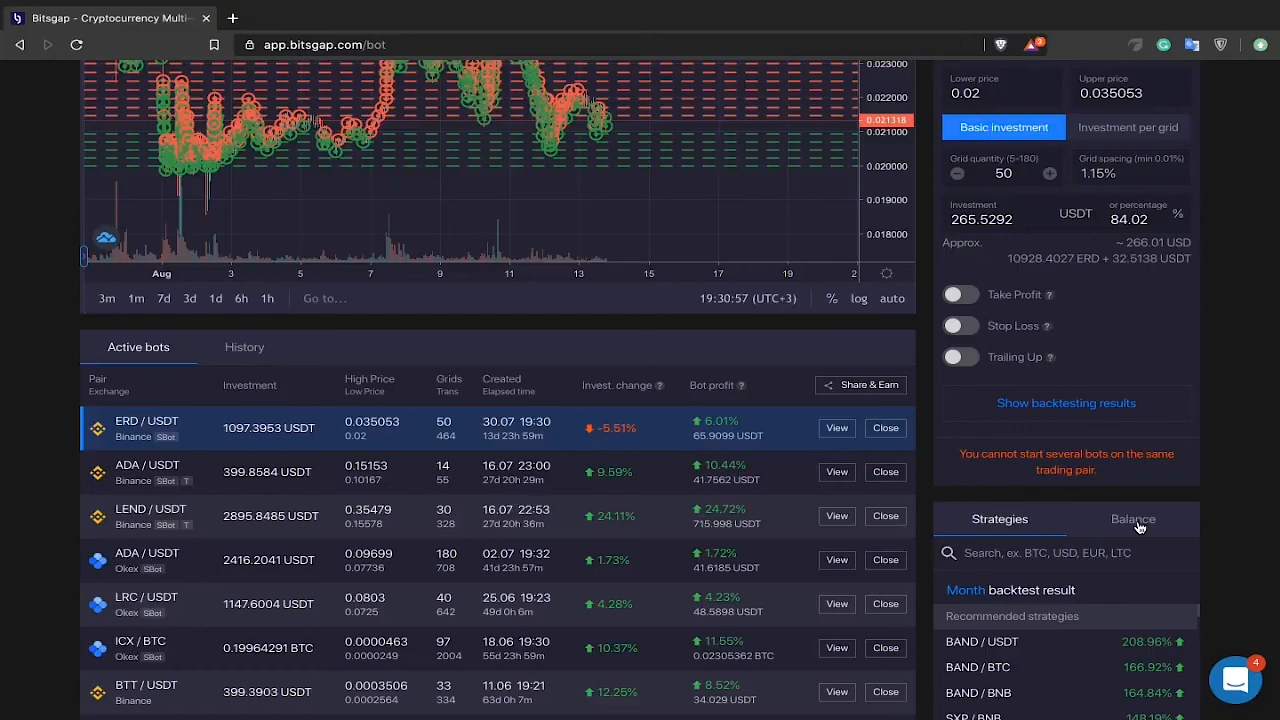 Bitsgap - Cryptocurrency Multi-
app.bitsgap.com/bot
3
0.023000
0.022000
0.021318
0.021000
0.020000
0.019000
0.018000
Aug 3 5 7 9 11 13 15 17 19 2
3m 1m 7d 3d 1d 6h 1h Go to... 19:30:57 (UTC+3) % log auto
Lower price Upper price
0.02 0.035053
Basic investment Investment per grid
Grid quantity (5-180) Grid spacing (min 0.01%)
50 1.15%
Investment or percentage
265.5292 USDT 84.02 %
Approx. ~ 266.01 USD
10928.4027 ERD + 32.5138 USDT
Take Profit ?
Stop Loss ?
Trailing Up ?
Show backtesting results
You cannot start several bots on the same
trading pair.
Active bots History
Pair Investment High Price Grids Created Invest. change ? Bot profit ? Share & Earn
Exchange Low Price Trans Elapsed time
ERD / USDT 1097.3953 USDT 0.035053 50 30.07 19:30 -5.51% 6.01% View Close
Binance SBot 0.02 464 13d 23h 59m 65.9099 USDT
ADA / USDT 399.8584 USDT 0.15153 14 16.07 23:00 9.59% 10.44% View Close
Binance SBot T 0.10167 55 27d 20h 29m 41.7562 USDT
LEND / USDT 2895.8485 USDT 0.35479 30 16.07 22:53 24.11% 24.72% View Close
Binance SBot T 0.15578 328 27d 20h 36m 715.998 USDT
ADA / USDT 2416.2041 USDT 0.09699 180 02.07 19:32 1.73% 1.72% View Close
Okex SBot 0.07736 708 41d 23h 57m 41.6185 USDT
LRC / USDT 1147.6004 USDT 0.0803 40 25.06 19:23 4.28% 4.23% View Close
Okex SBot 0.0725 642 49d 0h 6m 48.5898 USDT
ICX / BTC 0.19964291 BTC 0.0000463 97 18.06 19:30 10.37% 11.55% View Close
Okex SBot 0.0000249 2004 55d 23h 59m 0.02305362 BTC
BTT / USDT 399.3903 USDT 0.0003506 33 11.06 19:21 12.25% 8.52% View Close
Binance 0.0002564 334 63d 0h 7m 34.029 USDT
Strategies Balance
Search, ex. BTC, USD, EUR, LTC
Month backtest result
Recommended strategies
BAND / USDT 208.96%
BAND / BTC 166.92%
BAND / BNB 164.84%
SXP / BNB 148.19%
4